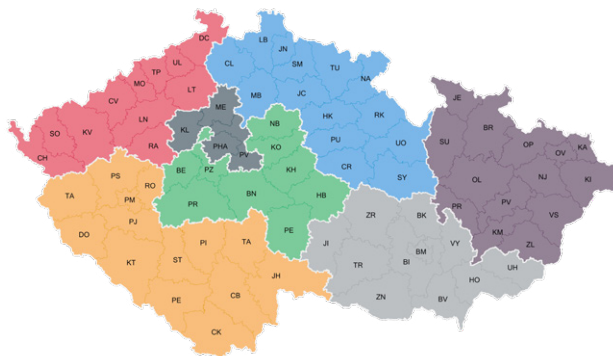 DC
UL
TP
MO
LT
CV
LN
KV
SO
CH
RA
LB
JN
CL
SM
TU
NA
MB
JC
HK
RK
PU
UO
CR
SY
ME
KL
PHA
PV
NB
KO
BE
PZ
KH
BN
HB
PR
PE
PS
RO
TA
PM
PJ
DO
KT
ST
PI
TA
JH
PE
CB
CK
ZR
BK
JI
VY
BM
BI
TR
ZN
BV
HO
UH
JE
BR
SU
OP
OV
KA
OL
NJ
KI
PR
PV
VS
KM
ZL